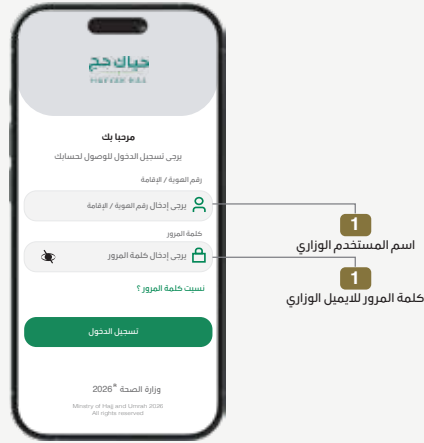 حياك حج
HAYYAK HAJ
مرحبا بك
يرجى تسجيل الدخول للوصول لحسابك
رقم الهوية / الإقامة
يرجى إدخال رقم الهوية / الإقامة
كلمة المرور
يرجى إدخال كلمة المرور
نسيت كلمة المرور ؟
تسجيل الدخول
وزارة الصحة ® 2026
Ministry of Hajj and Umrah 2026
All rights reserved
1
اسم المستخدم الوزاري
1
كلمة المرور للايميل الوزاري